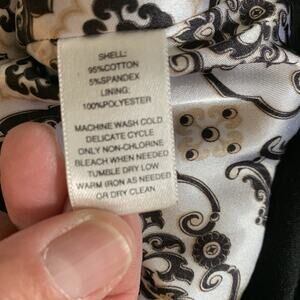 SHELL:
95%COTTON
5%SPANDEX
LINING:
100%POLYESTER
MACHINE WASH COLD
DELICATE CYCLE
ONLY NON-CHLORINE
BLEACH WHEN NEEDED
TUMBLE DRY LOW
WARM IRON AS NEEDED
OR DRY CLEAN